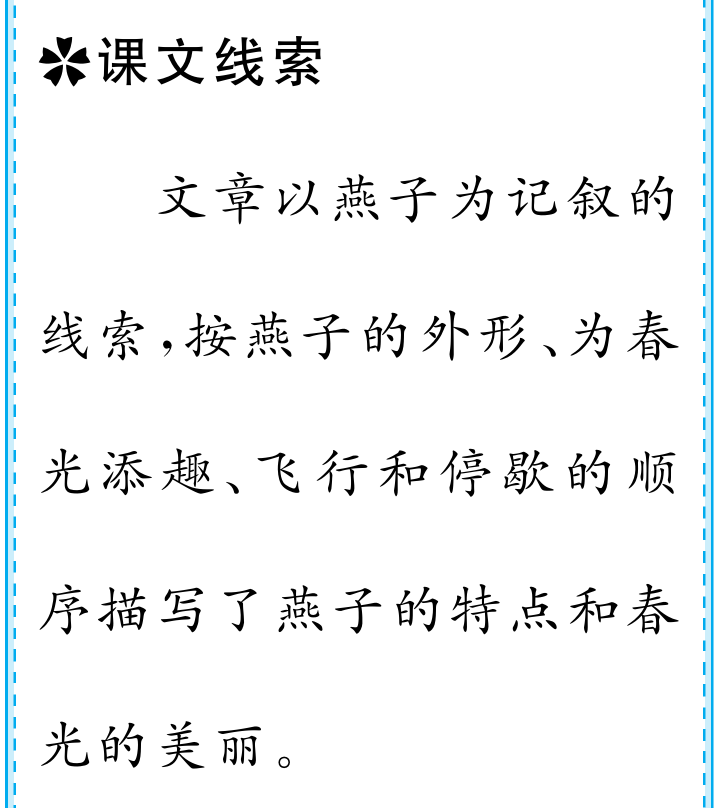 课文线索
文章以燕子为记叙的
线索,按燕子的外形、为春
光添趣、飞行和停歇的顺
序描写了燕子的特点和春
光的美丽。